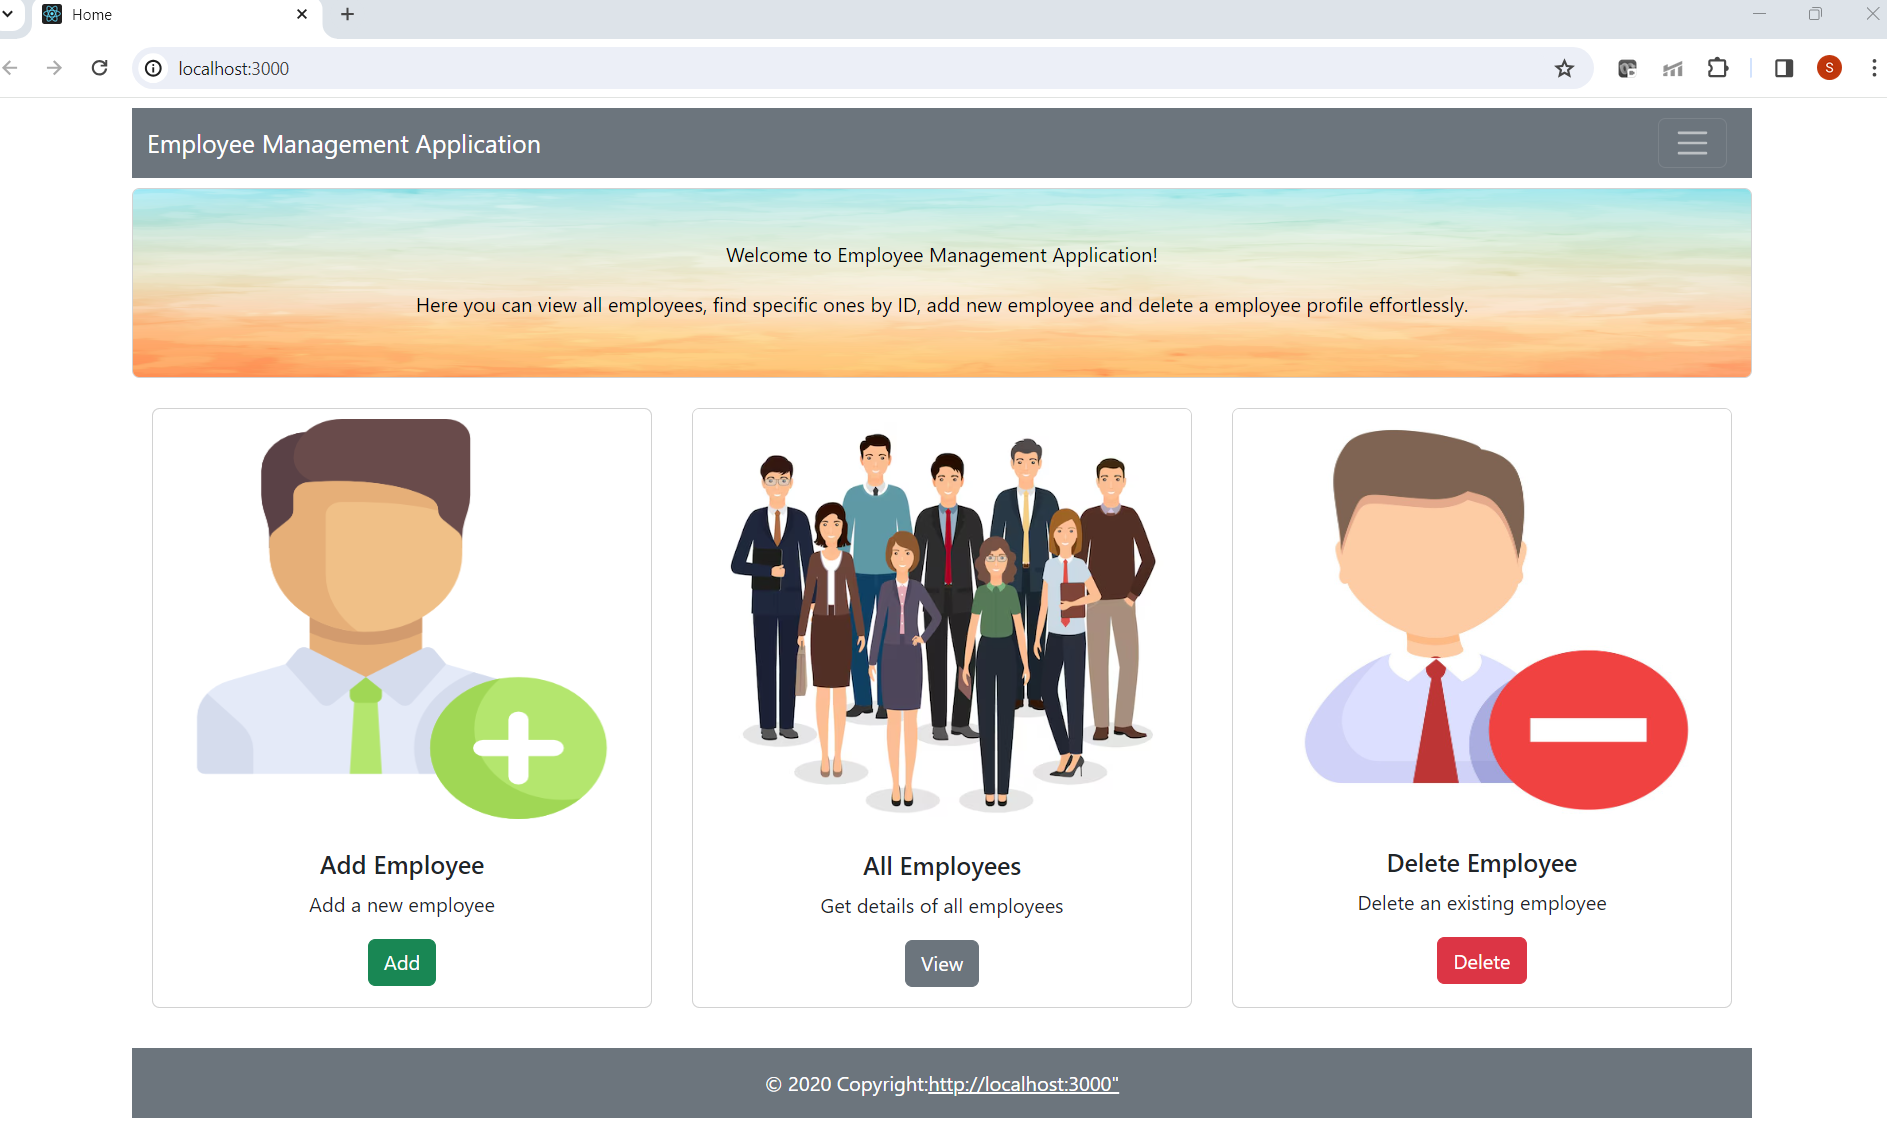 Home
localhost:3000
S
Employee Management Application
Welcome to Employee Management Application!
Here you can view all employees, find specific ones by ID, add new employee and delete a employee profile effortlessly.
Add Employee
Add a new employee
Add
All Employees
Get details of all employees
View
Delete Employee
Delete an existing employee
Delete
© 2020 Copyright:http://localhost:3000"